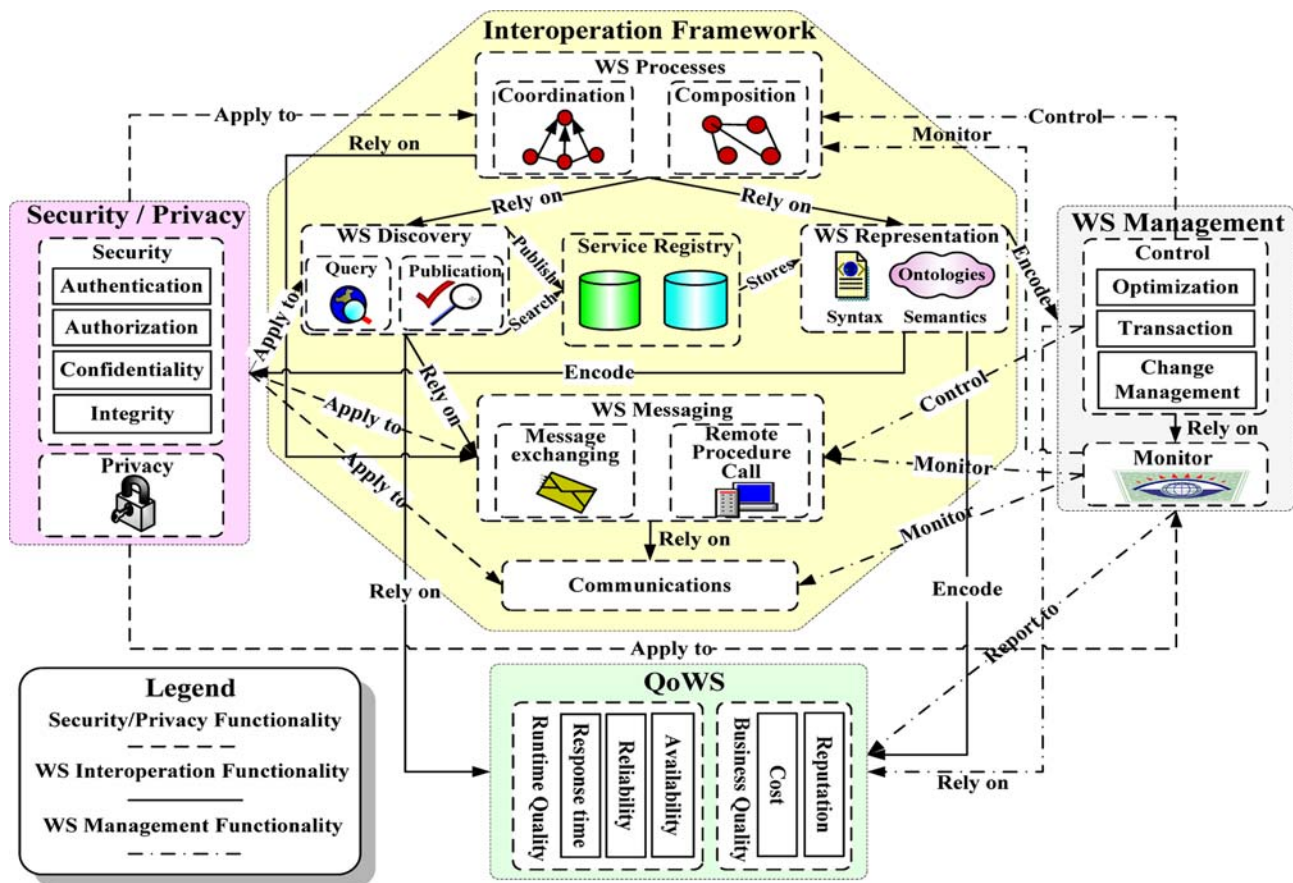 Interoperation Framework
WS Processes
Coordination
Composition
Apply to
Control
Monitor
Rely on
Rely on
Rely on
Security / Privacy
Security
Authentication
Authorization
Confidentiality
Integrity
Privacy
WS Discovery
Query
Publication
Publish
Search
Service Registry
Stores
WS Representation
Ontologies
Syntax
Semantics
Encode
WS Management
Control
Optimization
Transaction
Change
Management
Rely on
Monitor
Apply to
Encode
Rely on
Apply to
Apply to
WS Messaging
Message
exchanging
Remote
Procedure
Call
Control
Monitor
Monitor
Rely on
Communications
Rely on
Encode
Apply to
Report to
Rely on
QoWS
Runtime Quality
Response time
Reliability
Availability
Business Quality
Cost
Reputation
Legend
Security/Privacy Functionality
WS Interoperation Functionality
WS Management Functionality